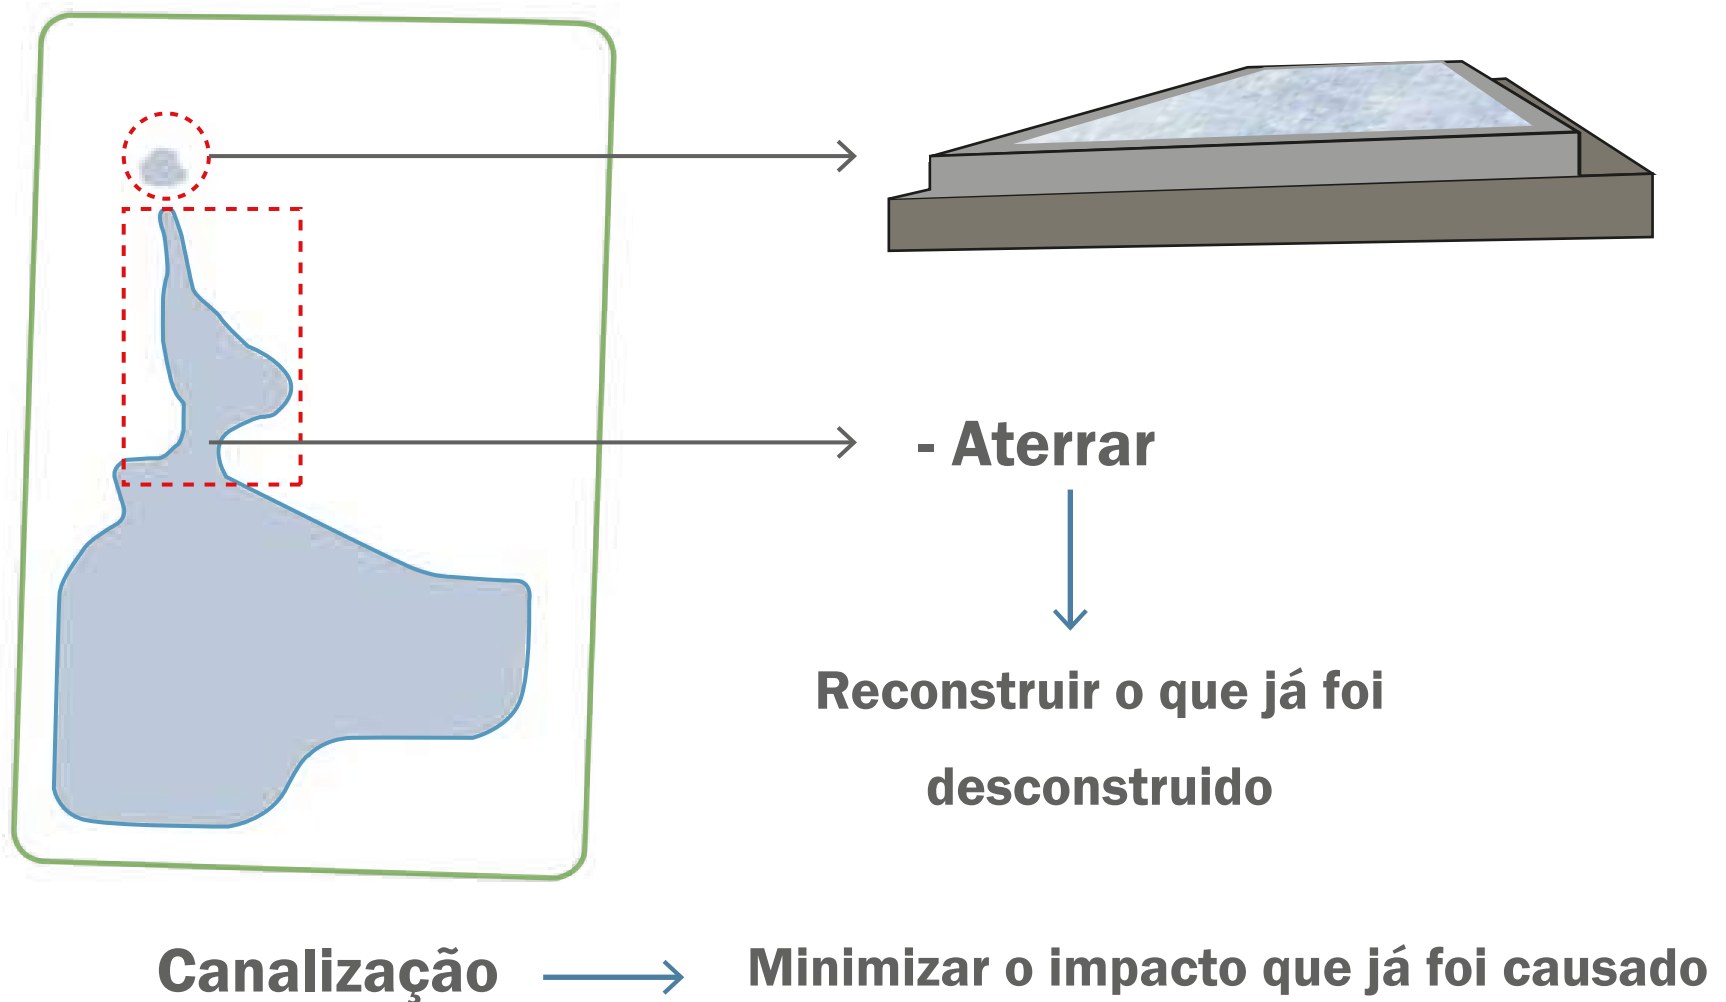 - Aterrar
Reconstruir o que já foi
desconstruido
Canalização
Minimizar o impacto que já foi causado